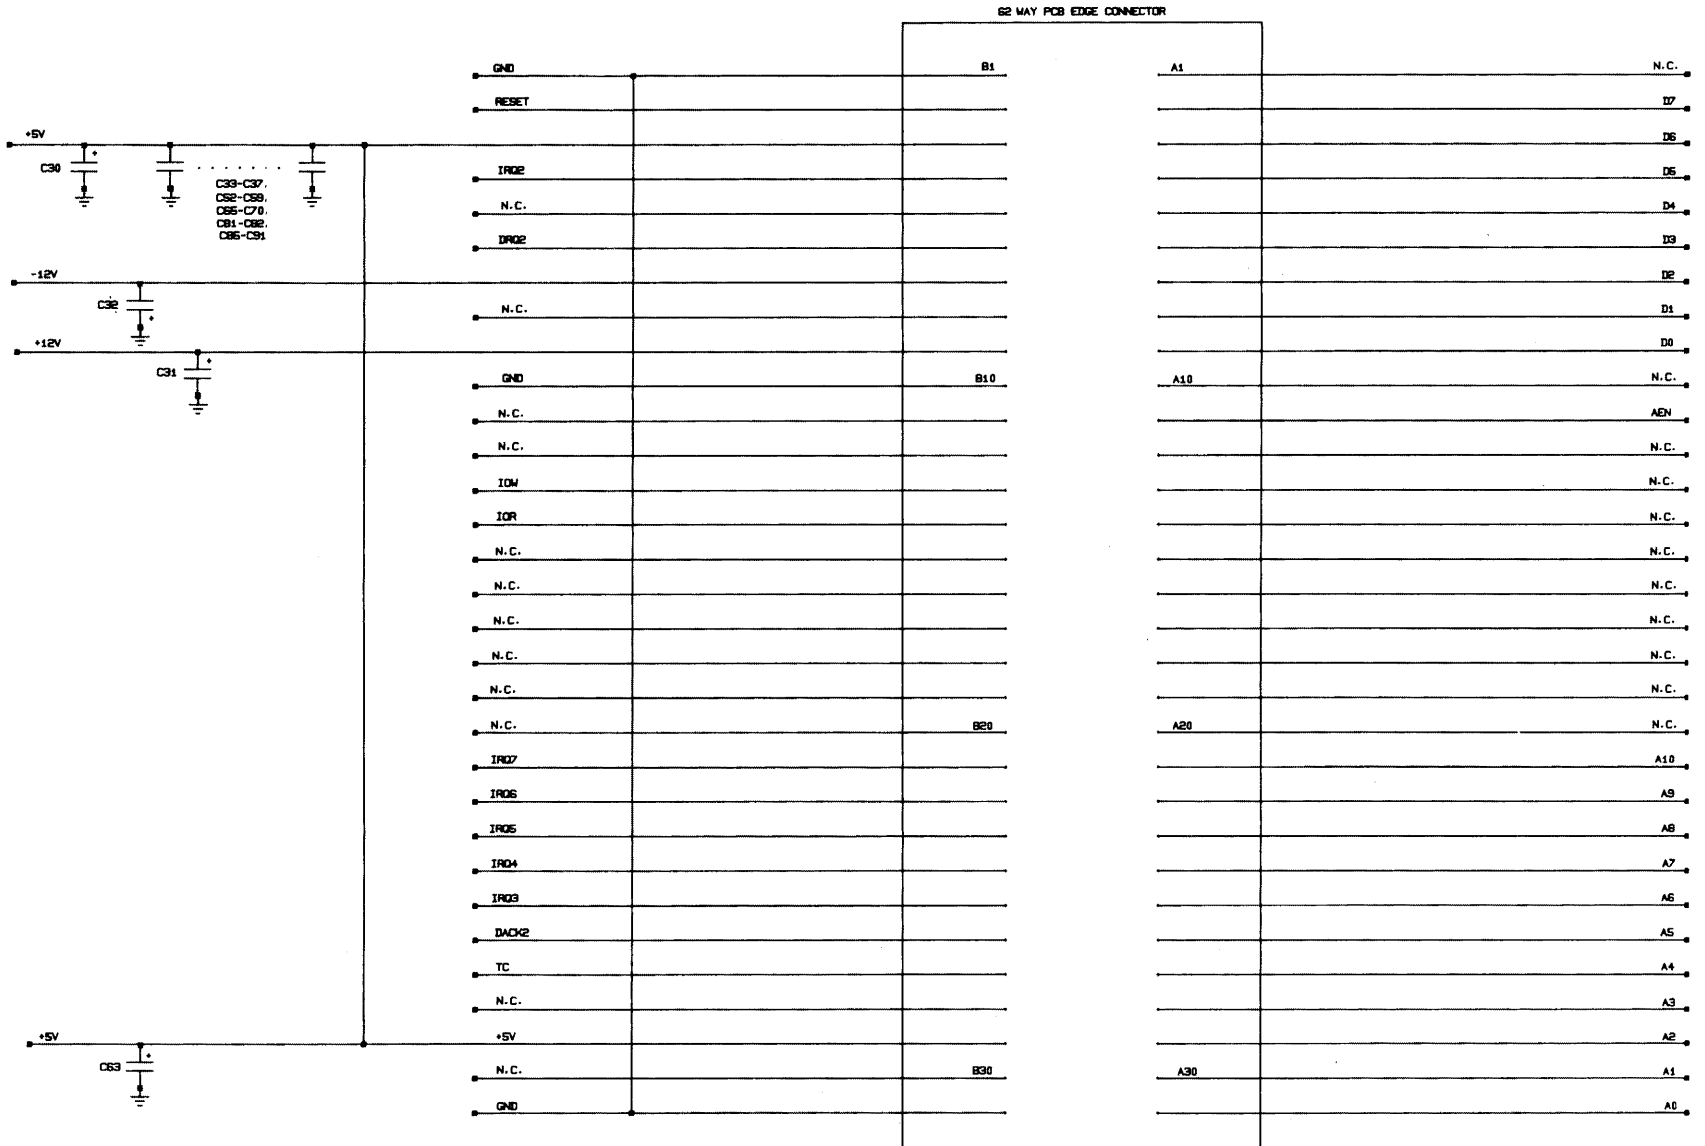 62 WAY PCB EDGE CONNECTOR
GND B1 A1 N.C.
RESET D7
+5V D6
C30 +
C33-C37.
C52-C59.
C65-C70.
C81-C82.
C86-C91
IRQ2 D5
N.C. D4
DRQ2 D3
-12V D2
C32 +
N.C. D1
+12V D0
C31 +
GND B10 A10 N.C.
N.C. AEN
N.C. N.C.
IOW N.C.
IOR N.C.
N.C. N.C.
N.C. N.C.
N.C. N.C.
N.C. N.C.
N.C. N.C.
N.C. B20 A20 N.C.
IRQ7 A10
IRQ6 A9
IRQ5 A8
IRQ4 A7
IRQ3 A6
DACK2 A5
TC A4
N.C. A3
+5V +5V A2
C63 +
N.C. B30 A30 A1
GND A0